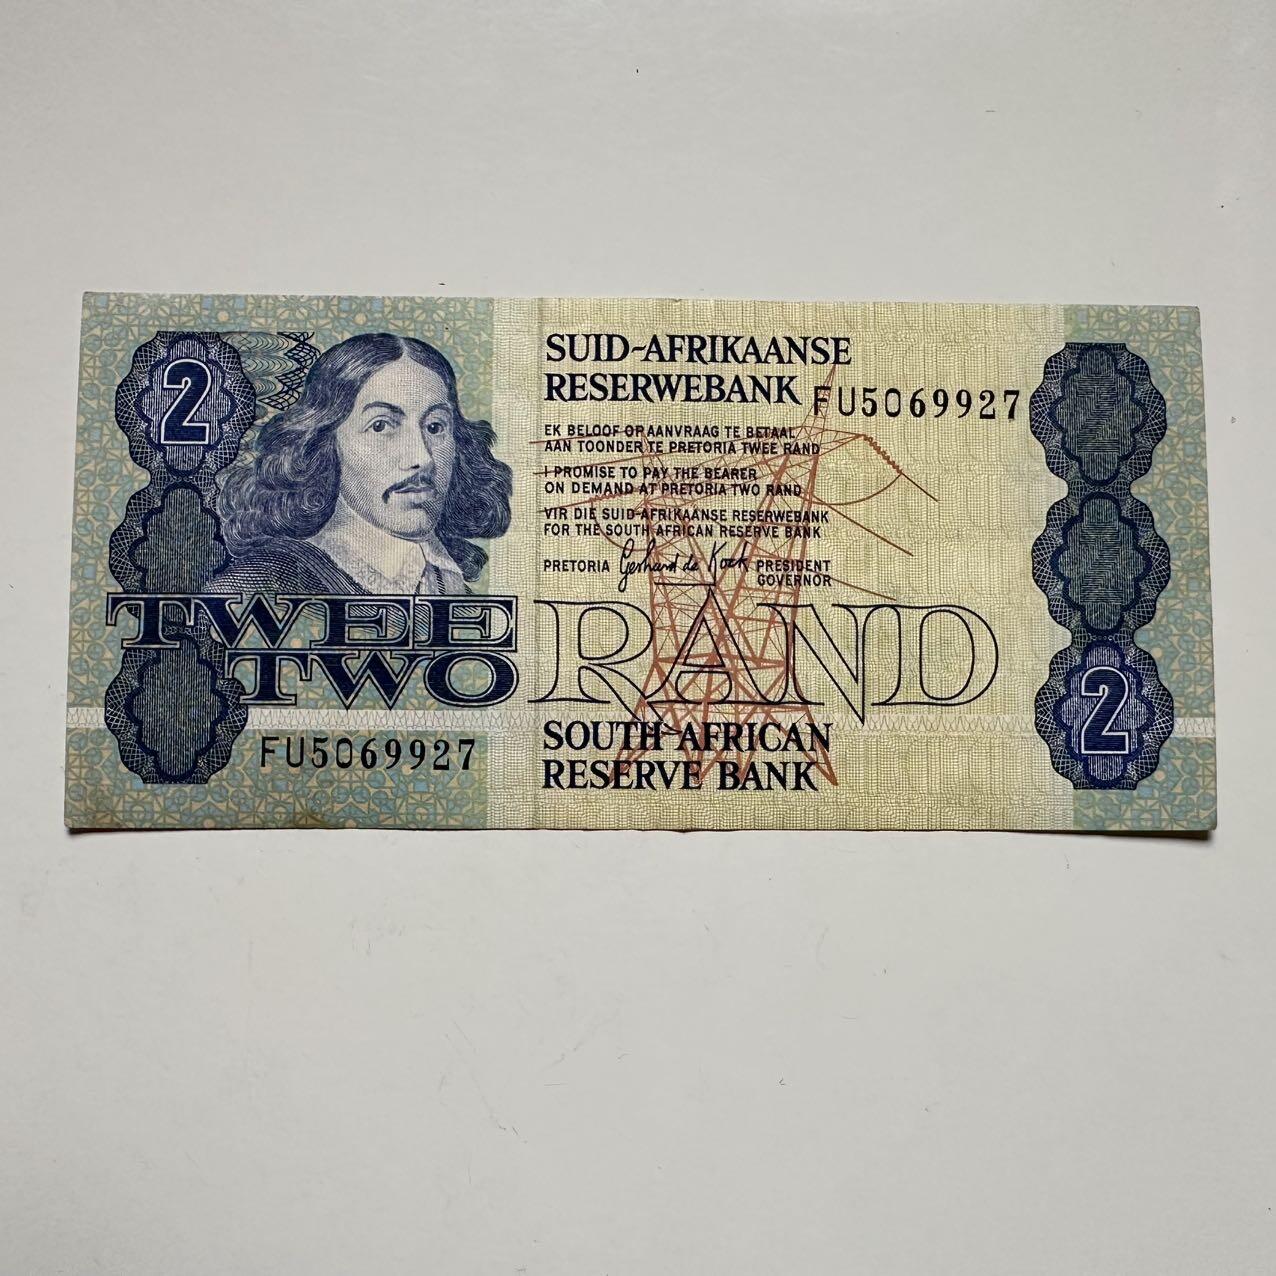 2
SUID-AFRIKAANSE
RESERWEBANK
FU5069927
EK BELOOF OP AANVRAAG TE BETAAL
AAN TOONDER TE PRETORIA TWEE RAND
I PROMISE TO PAY THE BEARER
ON DEMAND AT PRETORIA TWO RAND
VIR DIE SUID-AFRIKAANSE RESERWEBANK
FOR THE SOUTH AFRICAN RESERVE BANK
PRETORIA Gerhard de Kock PRESIDENT
GOVERNOR
TWEE RAND
TWO
2
SOUTH AFRICAN
RESERVE BANK
FU5069927